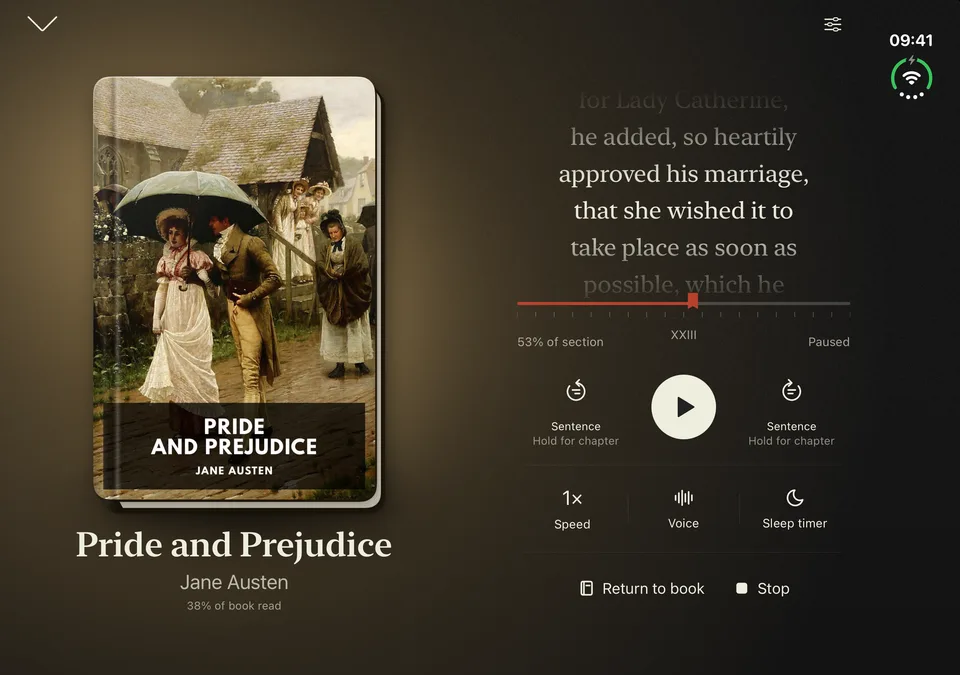 09:41
PRIDE
AND PREJUDICE
JANE AUSTEN
Pride and Prejudice
Jane Austen
38% of book read
for Lady Catherine,
he added, so heartily
approved his marriage,
that she wished it to
take place as soon as
possible, which he
XXIII
53% of section
Paused
Sentence
Hold for chapter
Sentence
Hold for chapter
1×
Speed
Voice
Sleep timer
Return to book
Stop